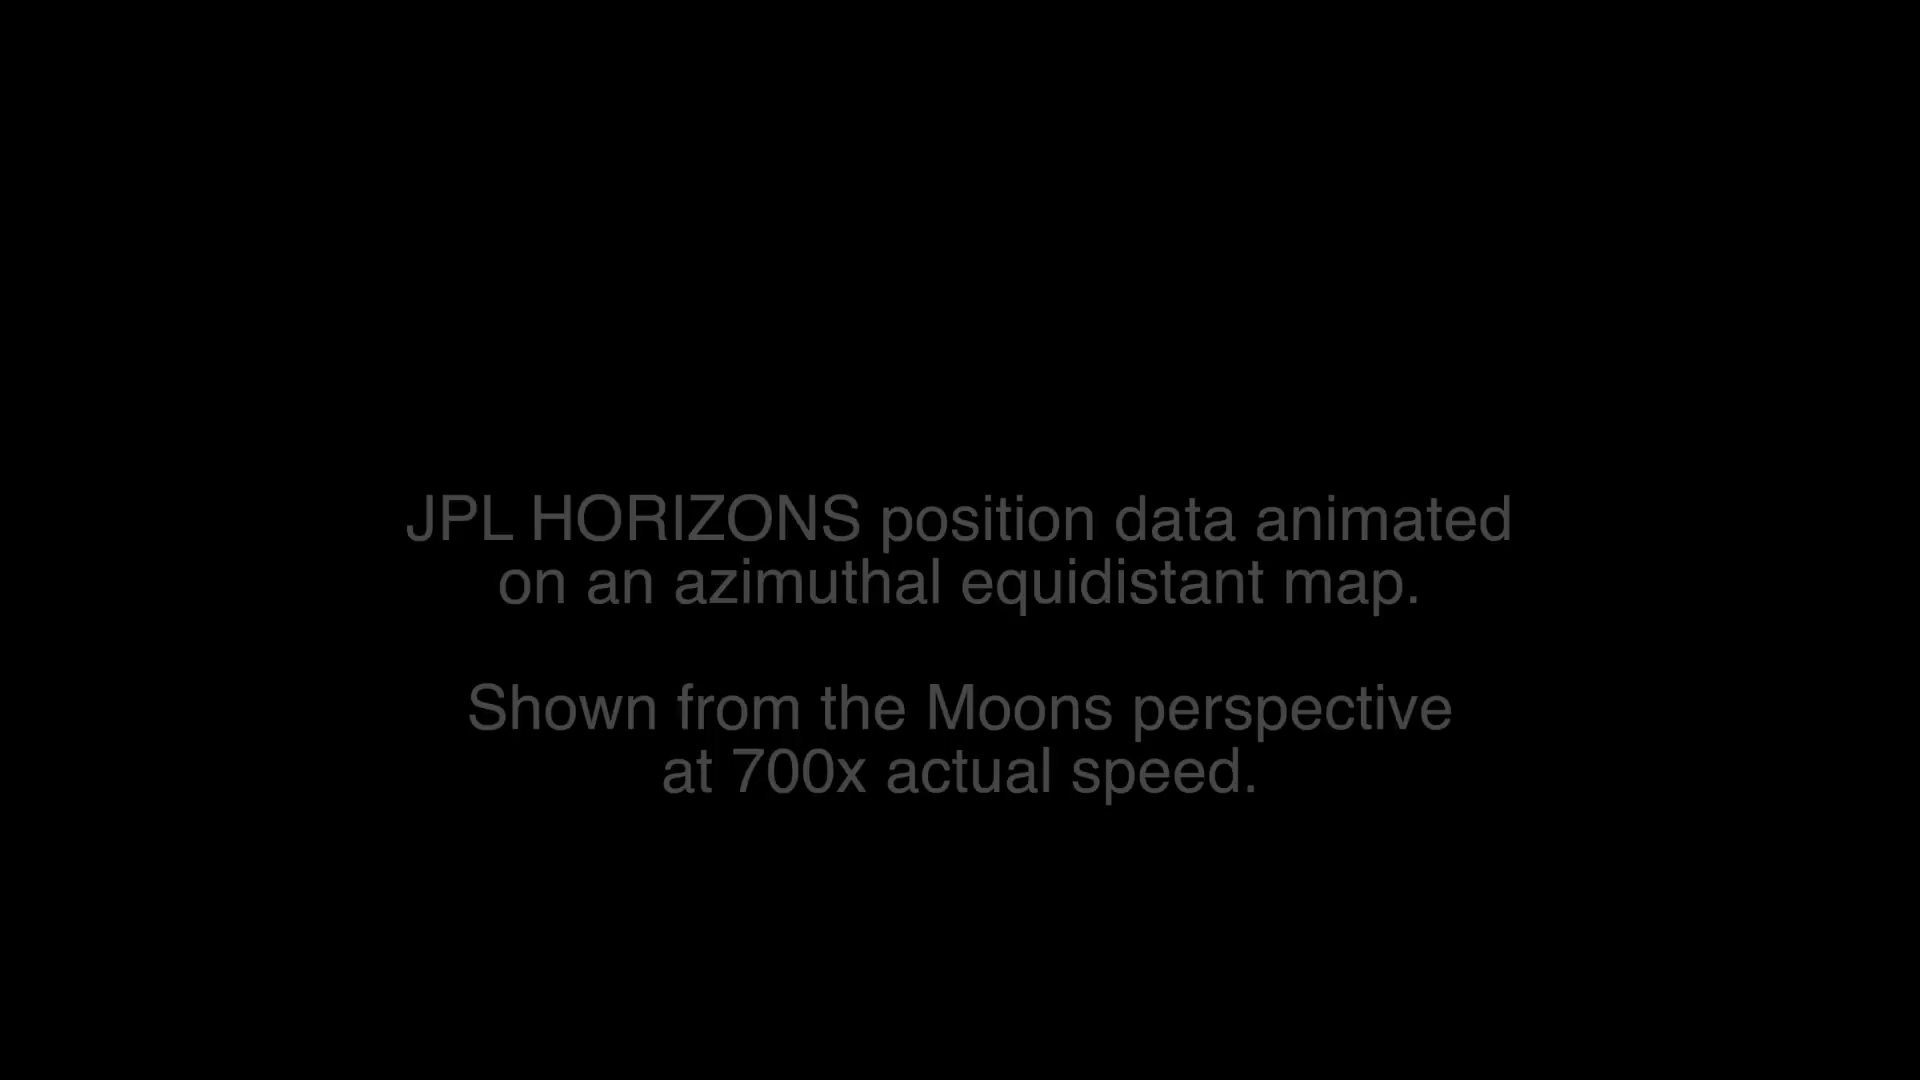 JPL HORIZONS position data animated
on an azimuthal equidistant map.
Shown from the Moons perspective
at 700x actual speed.